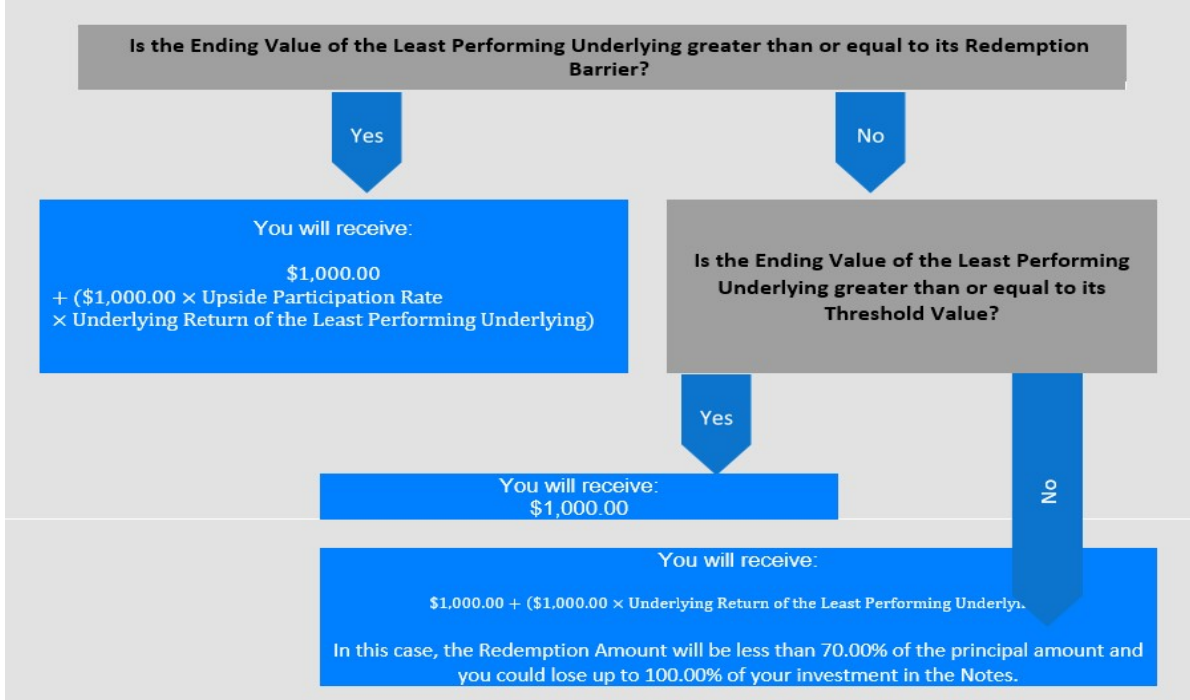 Is the Ending Value of the Least Performing Underlying greater than or equal to its Redemption
Barrier?
Yes
No
You will receive:
$1,000.00
+ ($1,000.00 × Upside Participation Rate
× Underlying Return of the Least Performing Underlying)
Is the Ending Value of the Least Performing
Underlying greater than or equal to its
Threshold Value?
Yes
No
You will receive:
$1,000.00
You will receive:
$1,000.00 + ($1,000.00 × Underlying Return of the Least Performing
In this case, the Redemption Amount will be less than 70.00% of the principal amount and
you could lose up to 100.00% of your investment in the Notes.